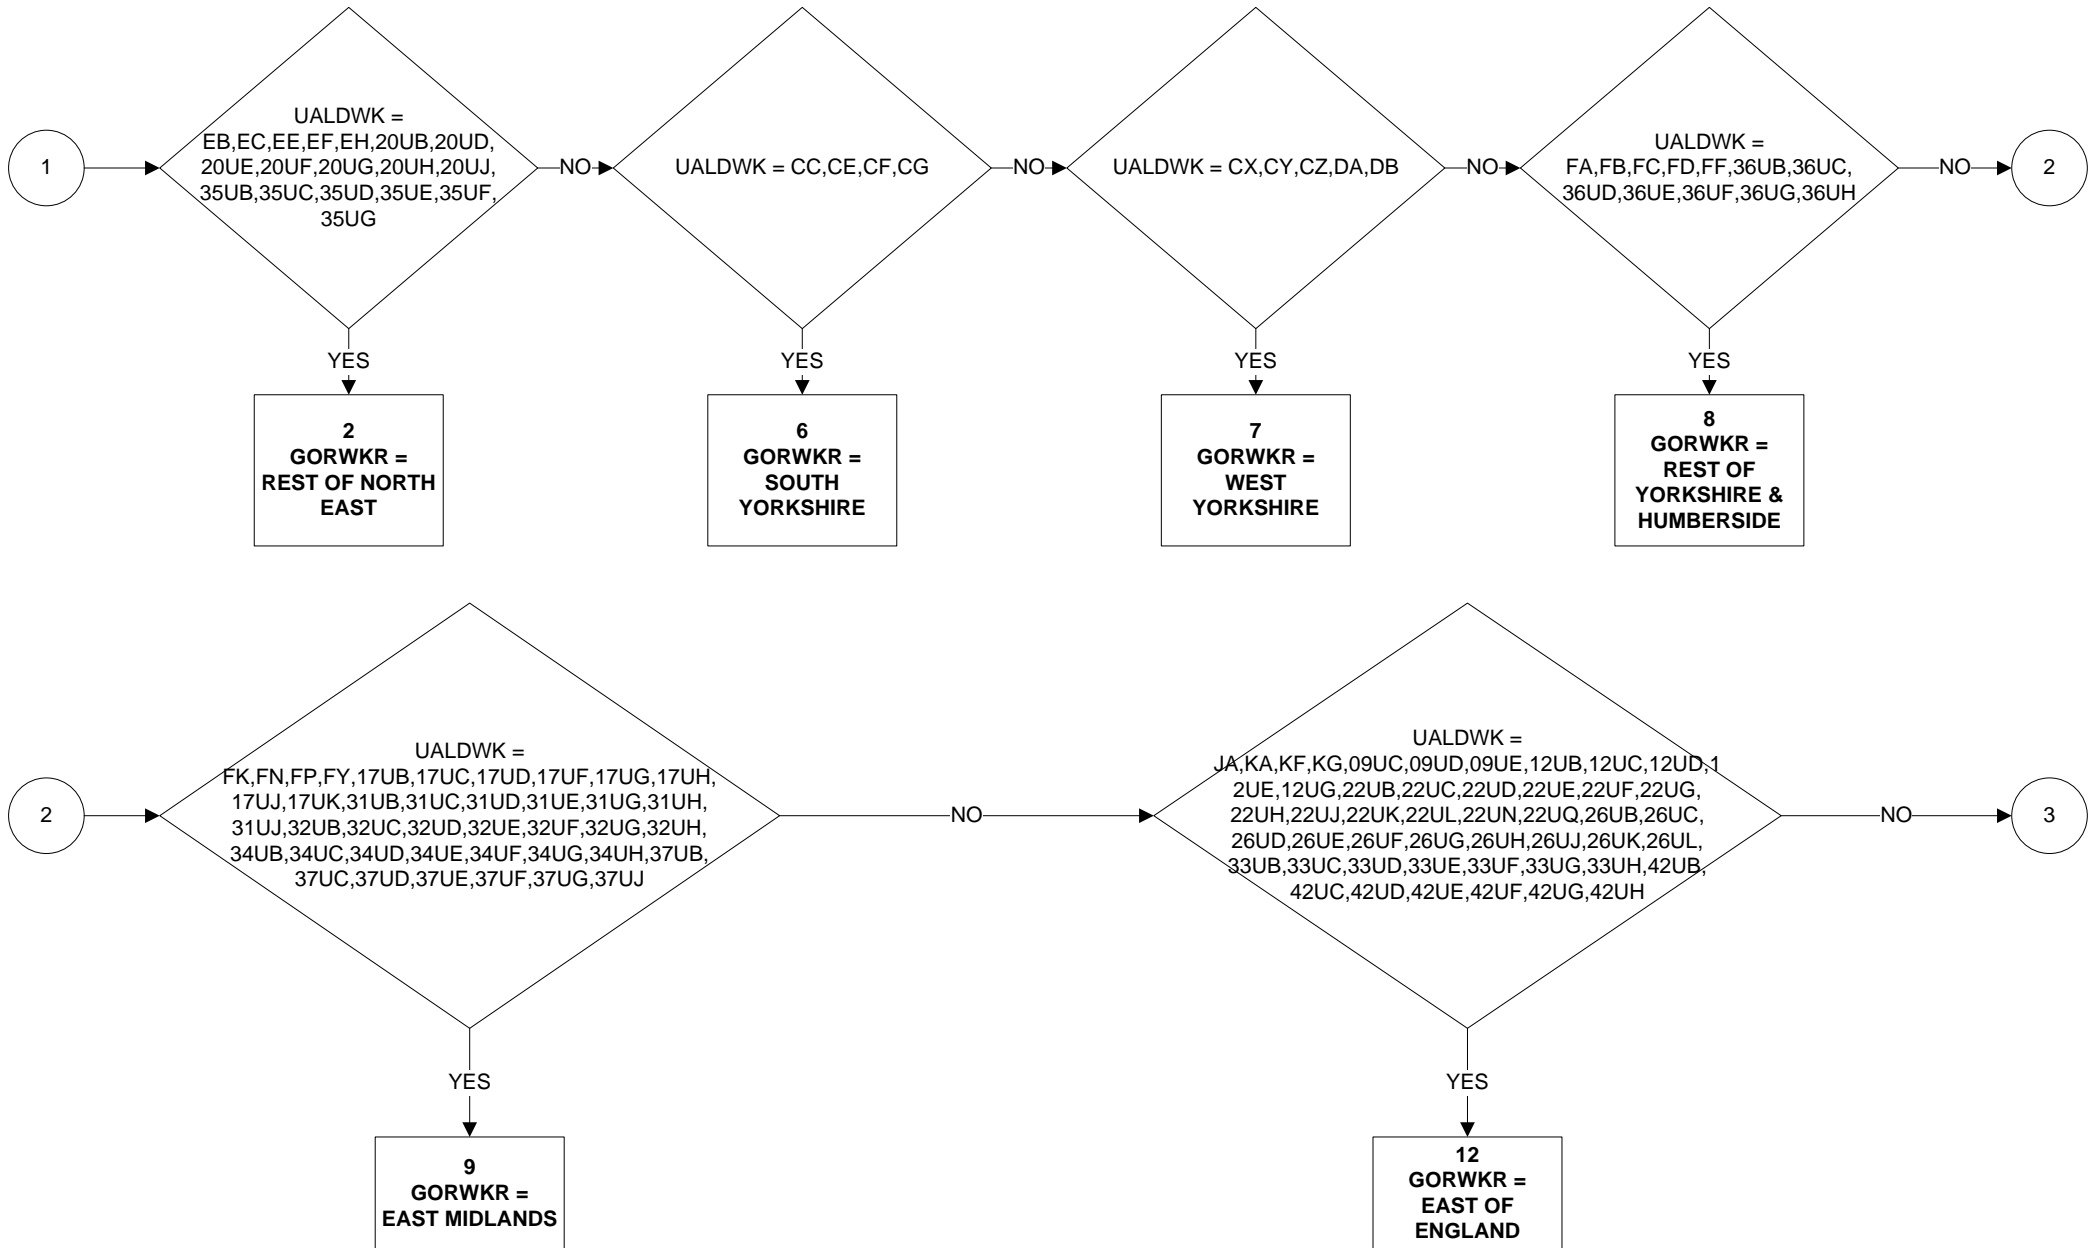 1
UALDWK =
EB,EC,EE,EF,EH,20UB,20UD,
20UE,20UF,20UG,20UH,20UJ,
35UB,35UC,35UD,35UE,35UF,
35UG
NO
UALDWK = CC,CE,CF,CG
NO
UALDWK = CX,CY,CZ,DA,DB
NO
UALDWK =
FA,FB,FC,FD,FF,36UB,36UC,
36UD,36UE,36UF,36UG,36UH
NO
2
YES
YES
YES
YES
2
GORWKR =
REST OF NORTH
EAST
6
GORWKR =
SOUTH
YORKSHIRE
7
GORWKR =
WEST
YORKSHIRE
8
GORWKR =
REST OF
YORKSHIRE &
HUMBERSIDE
2
UALDWK =
FK,FN,FP,FY,17UB,17UC,17UD,17UF,17UG,17UH,
17UJ,17UK,31UB,31UC,31UD,31UE,31UG,31UH,
31UJ,32UB,32UC,32UD,32UE,32UF,32UG,32UH,
34UB,34UC,34UD,34UE,34UF,34UG,34UH,37UB,
37UC,37UD,37UE,37UF,37UG,37UJ
NO
UALDWK =
JA,KA,KF,KG,09UC,09UD,09UE,12UB,12UC,12UD,1
2UE,12UG,22UB,22UC,22UD,22UE,22UF,22UG,
22UH,22UJ,22UK,22UL,22UN,22UQ,26UB,26UC,
26UD,26UE,26UF,26UG,26UH,26UJ,26UK,26UL,
33UB,33UC,33UD,33UE,33UF,33UG,33UH,42UB,
42UC,42UD,42UE,42UF,42UG,42UH
NO
3
YES
YES
9
GORWKR =
EAST MIDLANDS
12
GORWKR =
EAST OF
ENGLAND